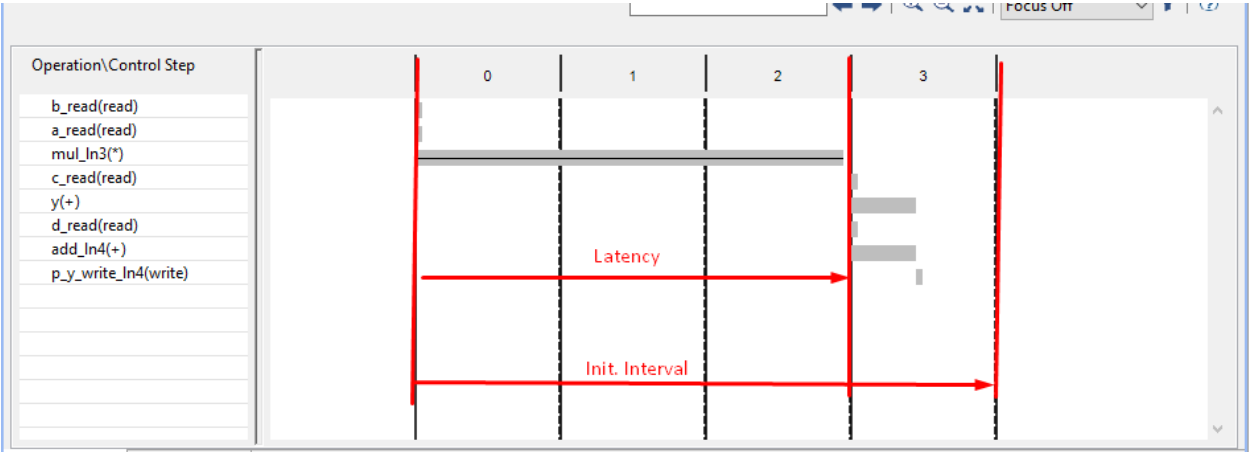 Focus Off
Operation\Control Step
0 1 2 3
b_read(read)
a_read(read)
mul_ln3(*)
c_read(read)
y(+)
d_read(read)
add_ln4(+)
p_y_write_ln4(write)
Latency
Init. Interval